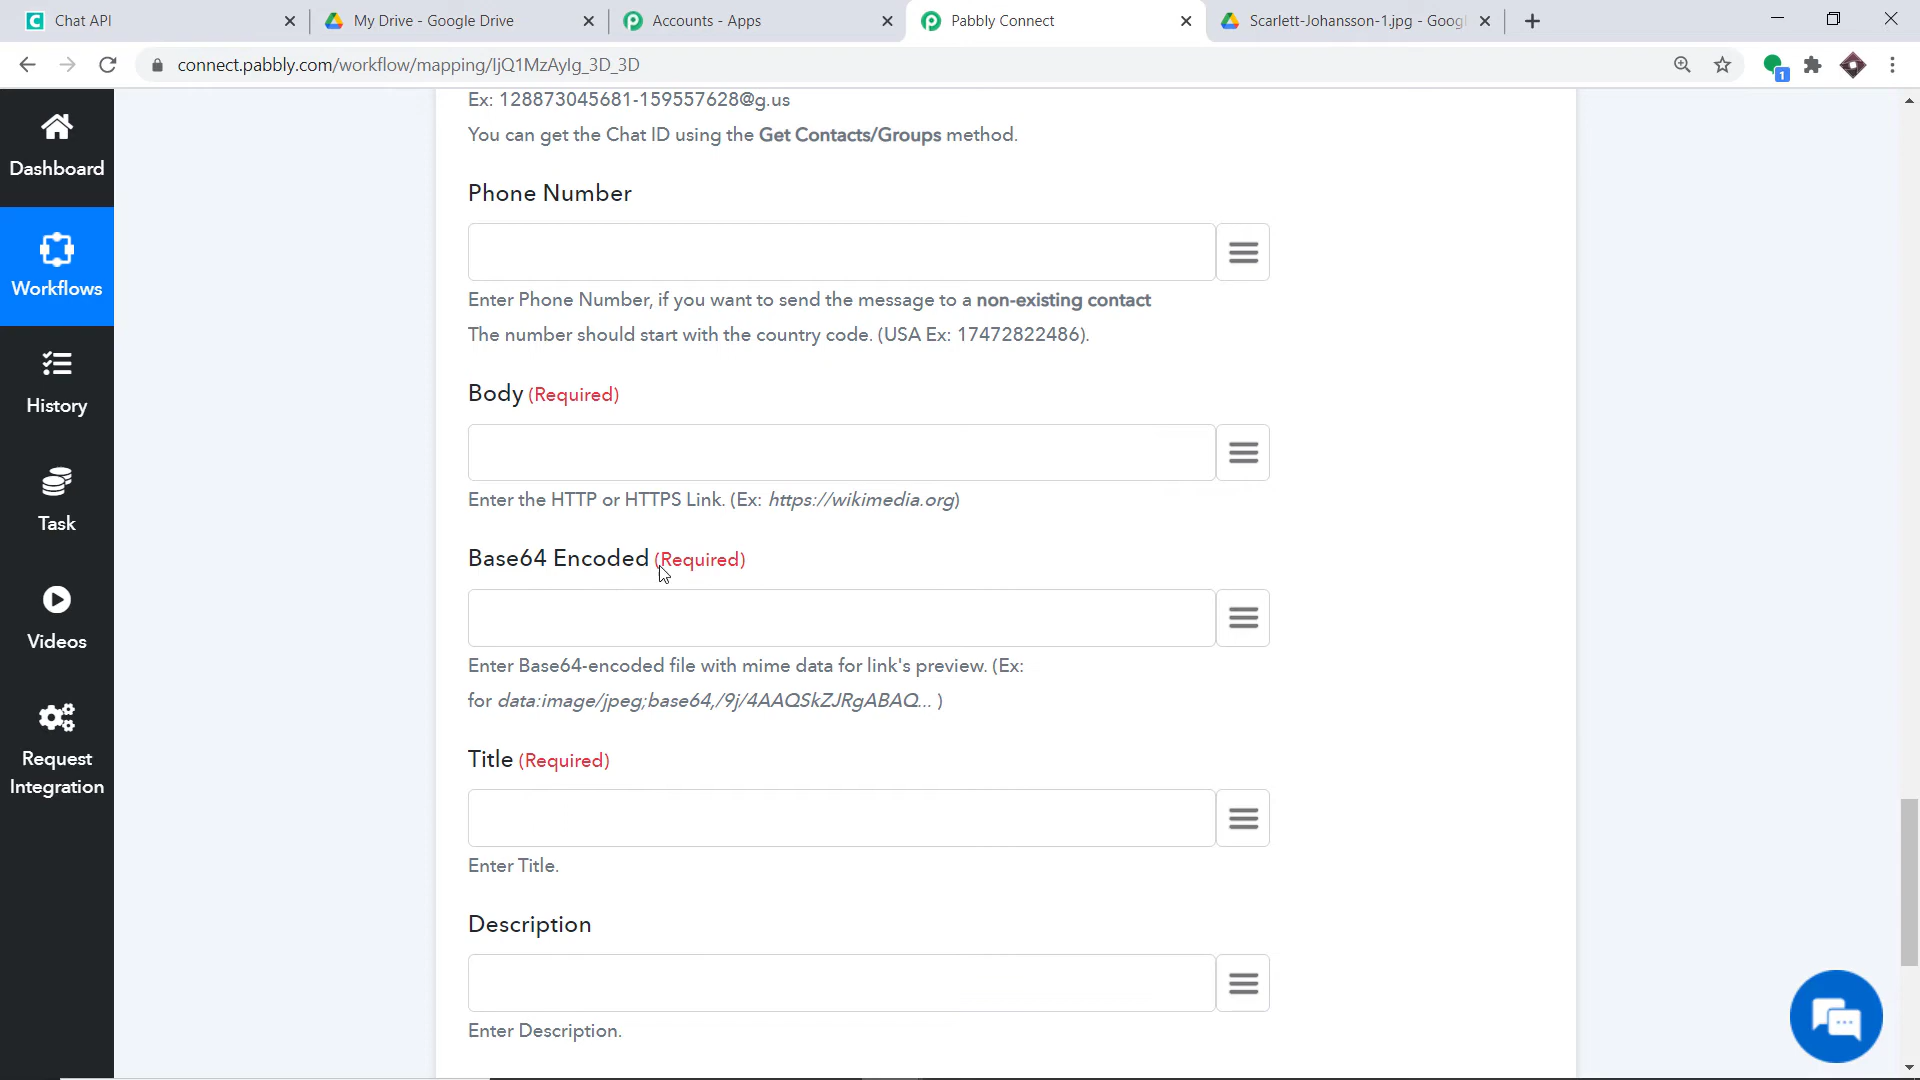 Chat API
My Drive - Google Drive
Accounts - Apps
Pabbly Connect
Scarlett-Johansson-1.jpg - Googl
connect.pabbly.com/workflow/mapping/IjQ1MzAyIg_3D_3D
1
Dashboard
Workflows
History
Task
Videos
Request
Integration
Ex: 128873045681-159557628@g.us
You can get the Chat ID using the Get Contacts/Groups method.
Phone Number
Enter Phone Number, if you want to send the message to a non-existing contact
The number should start with the country code. (USA Ex: 17472822486).
Body (Required)
Enter the HTTP or HTTPS Link. (Ex: https://wikimedia.org)
Base64 Encoded (Required)
Enter Base64-encoded file with mime data for link's preview. (Ex:
for data:image/jpeg;base64,/9j/4AAQSkZJRgABAQ... )
Title (Required)
Enter Title.
Description
Enter Description.